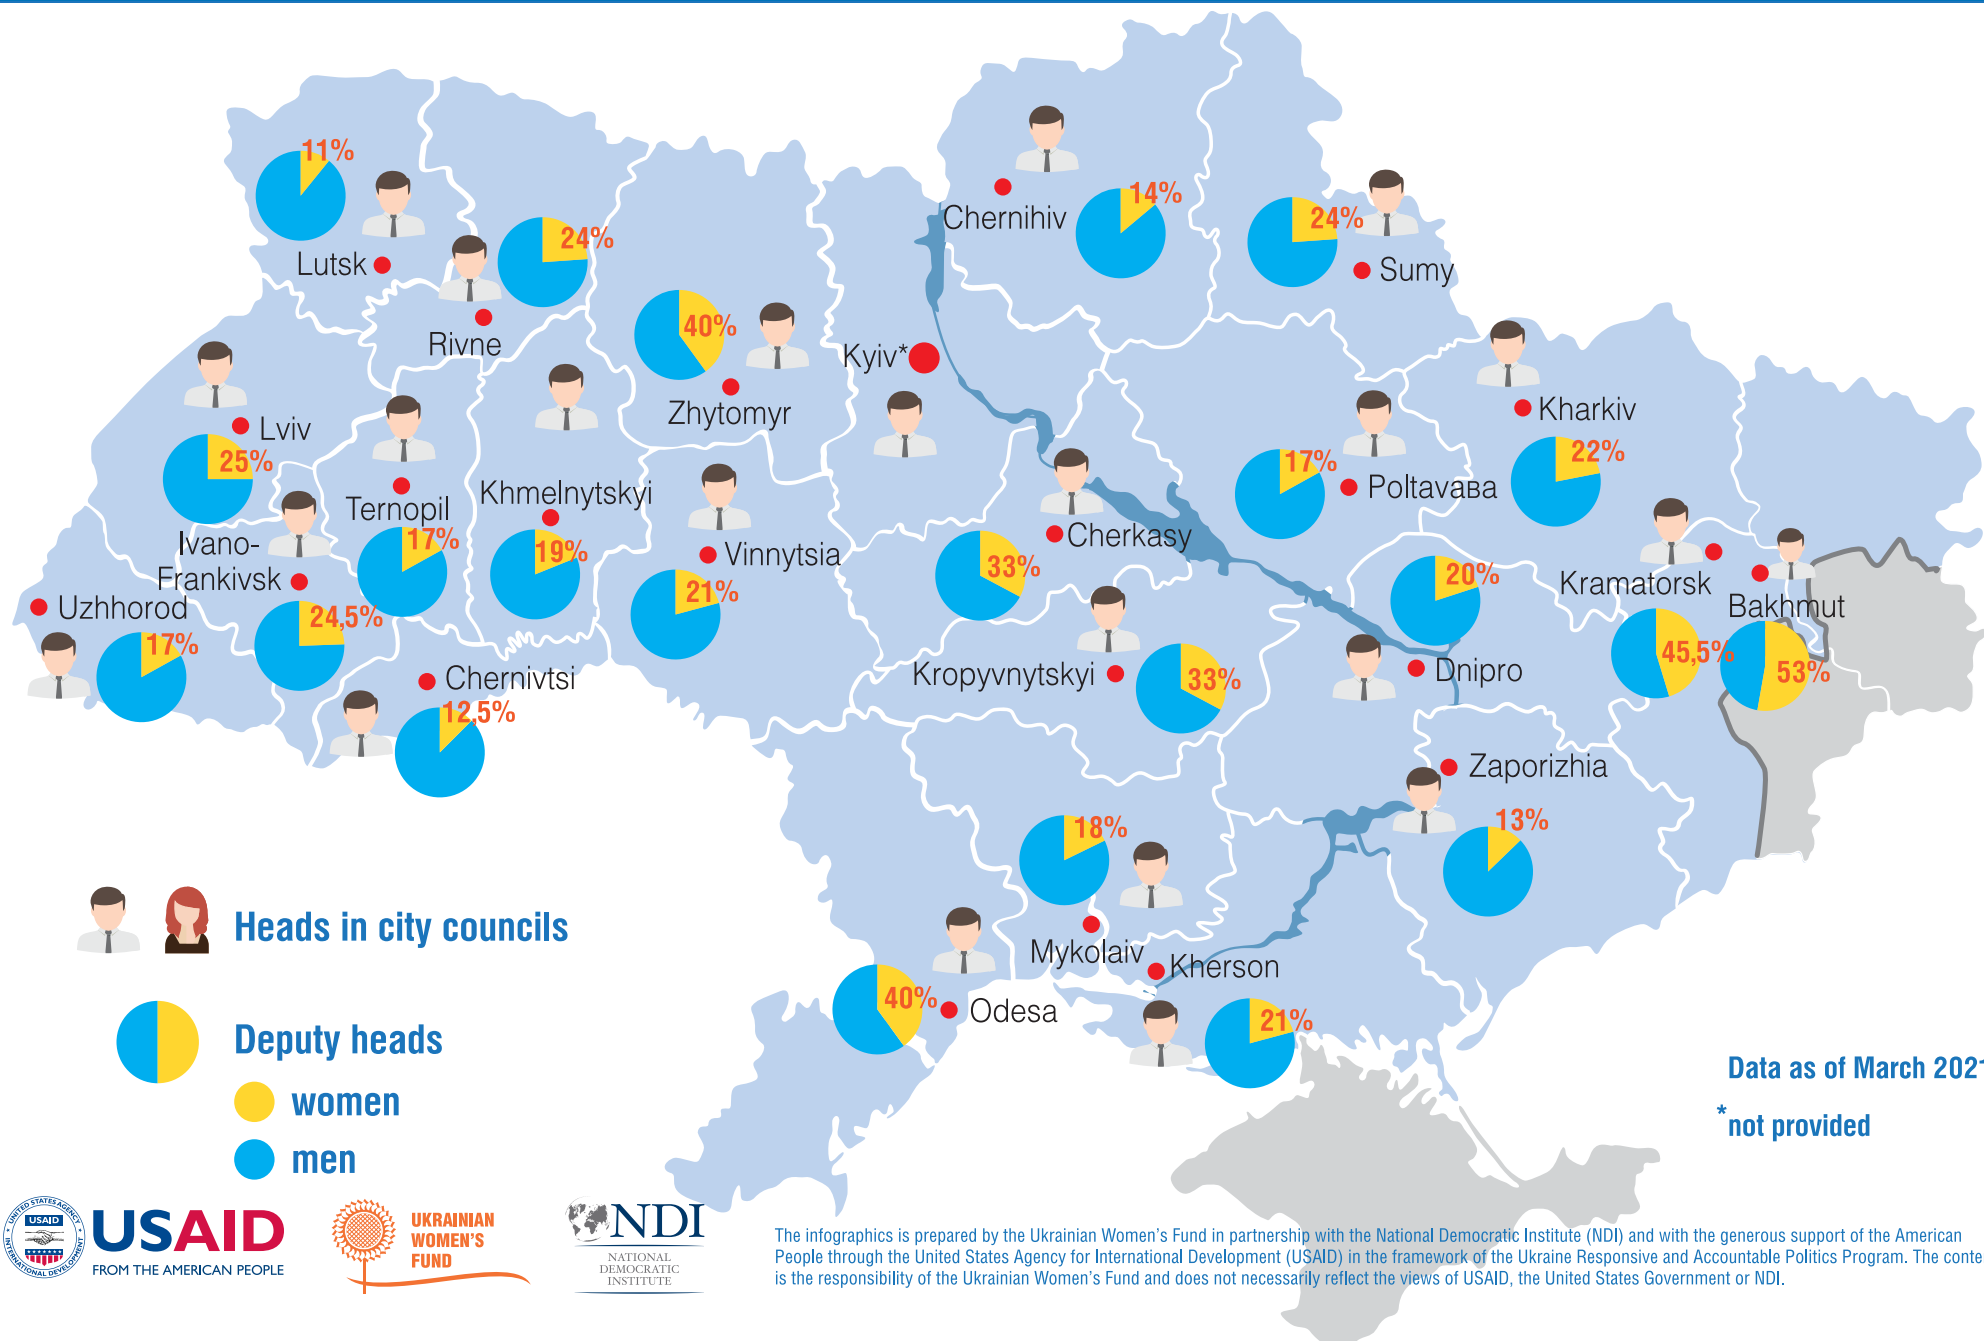 11%
Lutsk
24%
Rivne
40%
Zhytomyr
Kyiv*
Chernihiv
14%
24%
Sumy
Lviv
25%
Ternopil
17%
Khmelnytskyi
19%
Vinnytsia
21%
Ivano-
Frankivsk
24,5%
Uzhhorod
17%
Chernivtsi
12,5%
Cherkasy
33%
Kropyvnytskyi
33%
17%
Poltavaва
Kharkiv
22%
20%
Dnipro
Kramatorsk
45,5%
Bakhmut
53%
Zaporizhia
13%
18%
Mykolaiv
Kherson
21%
40%
Odesa
Heads in city councils
Deputy heads
women
men
Data as of March 2021
*not provided
UNITED STATES AGENCY
USAID
INTERNATIONAL DEVELOPMENT
USAID
FROM THE AMERICAN PEOPLE
UKRAINIAN
WOMEN'S
FUND
NDI
NATIONAL
DEMOCRATIC
INSTITUTE
The infographics is prepared by the Ukrainian Women's Fund in partnership with the National Democratic Institute (NDI) and with the generous support of the American
People through the United States Agency for International Development (USAID) in the framework of the Ukraine Responsive and Accountable Politics Program. The conte
is the responsibility of the Ukrainian Women's Fund and does not necessarily reflect the views of USAID, the United States Government or NDI.